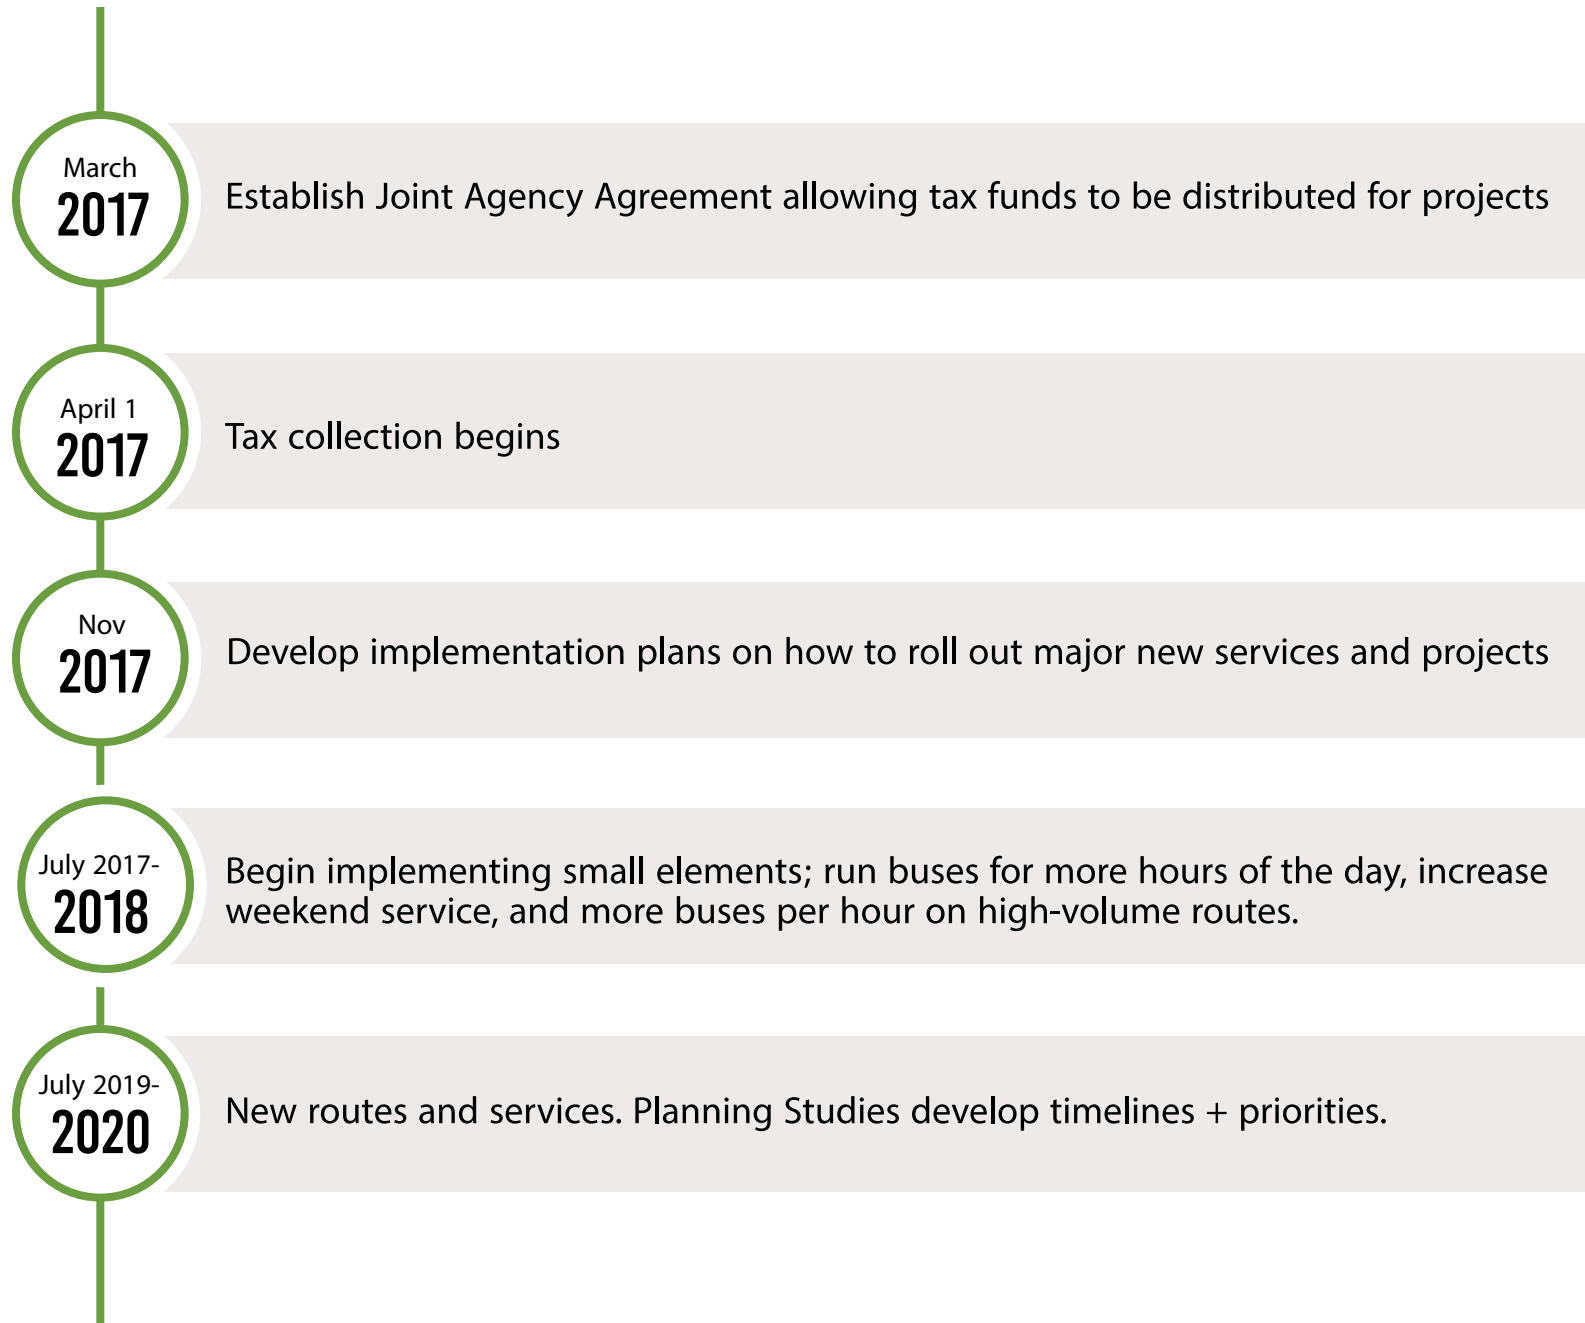 March
2017
Establish Joint Agency Agreement allowing tax funds to be distributed for projects
April 1
2017
Tax collection begins
Nov
2017
Develop implementation plans on how to roll out major new services and projects
July 2017-
2018
Begin implementing small elements; run buses for more hours of the day, increase
weekend service, and more buses per hour on high-volume routes.
July 2019-
2020
New routes and services. Planning Studies develop timelines + priorities.